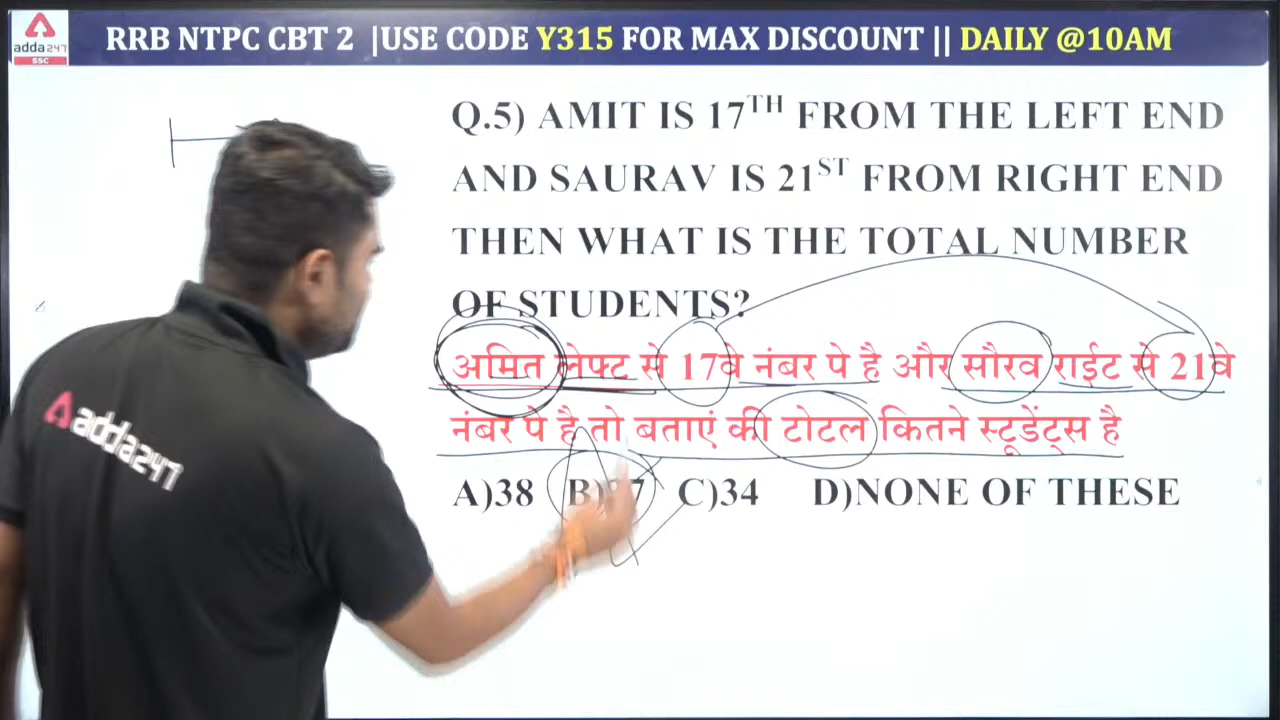 adda247
SSC
RRB NTPC CBT 2 |USE CODE Y315 FOR MAX DISCOUNT || DAILY @10AM
Q.5) AMIT IS 17TH FROM THE LEFT END
AND SAURAV IS 21ST FROM RIGHT END
THEN WHAT IS THE TOTAL NUMBER
OF STUDENTS?
अमित लेफ्ट से 17वे नंबर पे है और सौरव राईट से 21वे
नंबर पे है तो बताएं की टोटल कितने स्टूडेंट्स है
A)38 B) C)34 D)NONE OF THESE
adda247